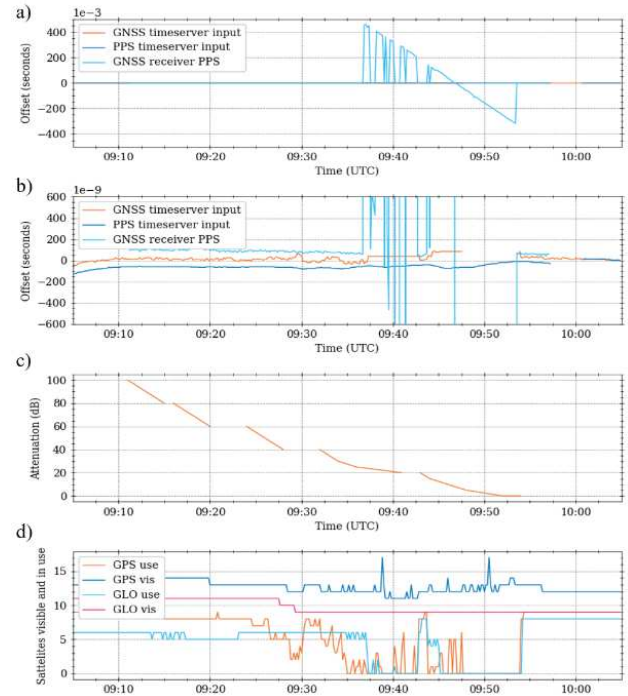 a)
1e−3
GNSS timeserver input
PPS timeserver input
GNSS receiver PPS
400
200
0
−200
−400
Offset (seconds)
09:10 09:20 09:30 09:40 09:50 10:00
Time (UTC)
b)
1e−9
GNSS timeserver input
PPS timeserver input
GNSS receiver PPS
600
400
200
0
−200
−400
−600
Offset (seconds)
09:10 09:20 09:30 09:40 09:50 10:00
Time (UTC)
c)
100
80
60
40
20
0
Attenuation (dB)
09:10 09:20 09:30 09:40 09:50 10:00
Time (UTC)
d)
GPS use
GPS vis
GLO use
GLO vis
15
10
5
0
Sattelites visible and in use
09:10 09:20 09:30 09:40 09:50 10:00
Time (UTC)